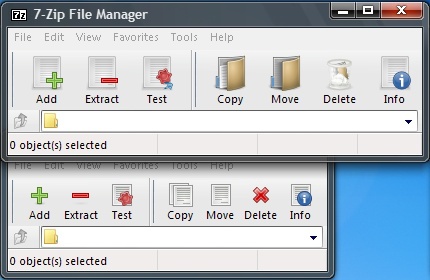 7z 7-Zip File Manager
File Edit View Favorites Tools Help
Add Extract Test Copy Move Delete Info
0 object(s) selected
File Edit View Favorites Tools Help
Add Extract Test Copy Move Delete Info
0 object(s) selected